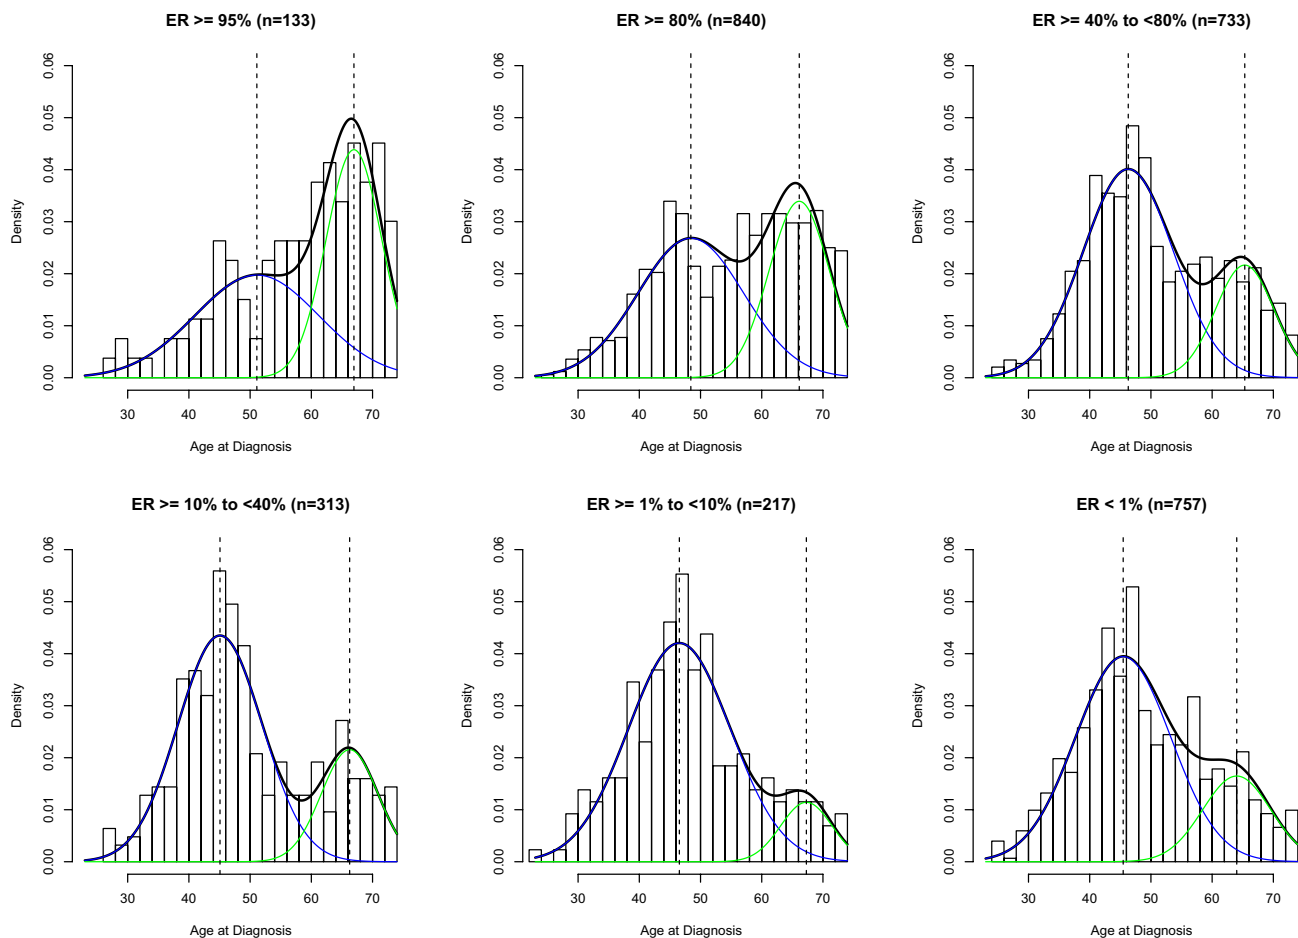 ER >= 95% (n=133)
Density
0.00 0.01 0.02 0.03 0.04 0.05 0.06
30 40 50 60 70
Age at Diagnosis
ER >= 80% (n=840)
Density
0.00 0.01 0.02 0.03 0.04 0.05 0.06
30 40 50 60 70
Age at Diagnosis
ER >= 40% to <80% (n=733)
Density
0.00 0.01 0.02 0.03 0.04 0.05 0.06
30 40 50 60 70
Age at Diagnosis
ER >= 10% to <40% (n=313)
Density
0.00 0.01 0.02 0.03 0.04 0.05 0.06
30 40 50 60 70
Age at Diagnosis
ER >= 1% to <10% (n=217)
Density
0.00 0.01 0.02 0.03 0.04 0.05 0.06
30 40 50 60 70
Age at Diagnosis
ER < 1% (n=757)
Density
0.00 0.01 0.02 0.03 0.04 0.05 0.06
30 40 50 60 70
Age at Diagnosis